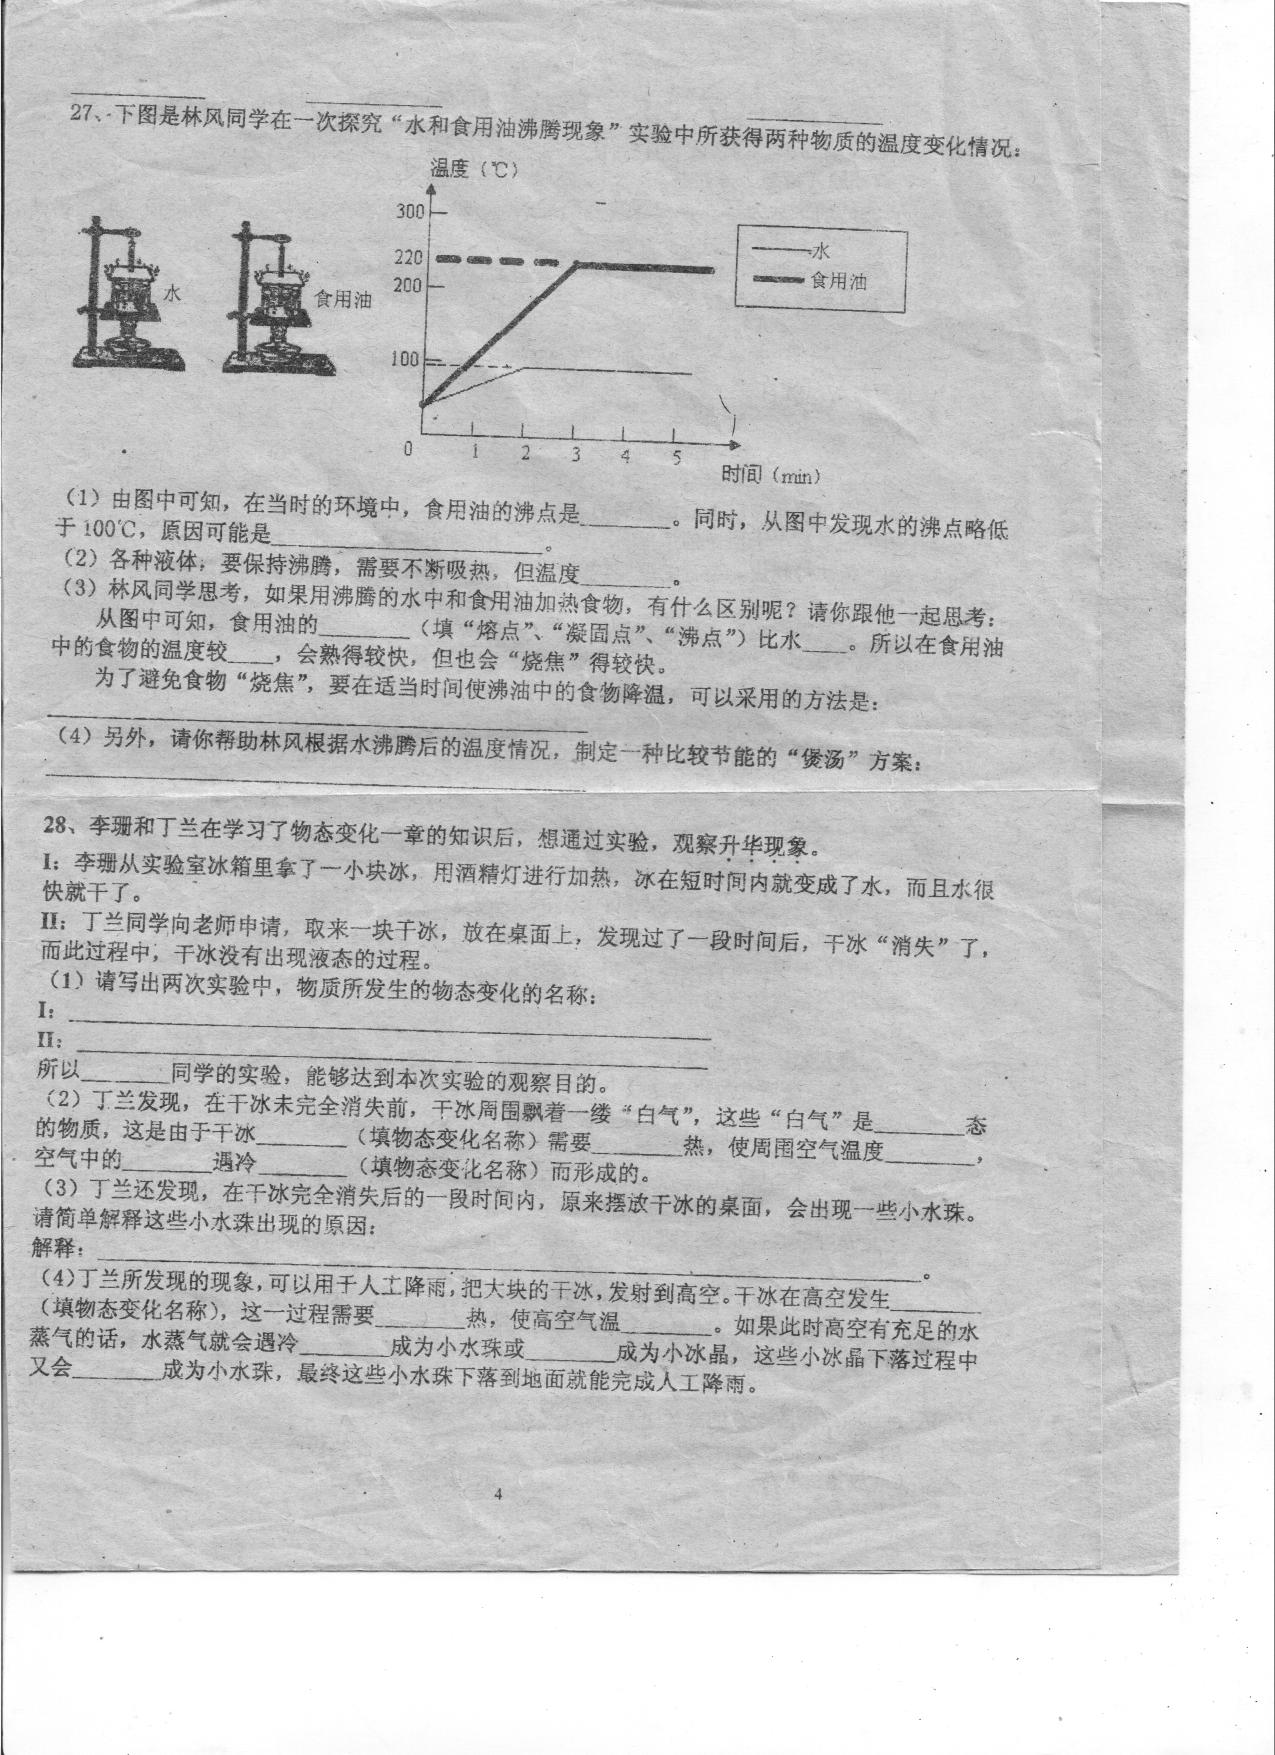 27、下图是林风同学在一次探究“水和食用油沸腾现象”实验中所获得两种物质的温度变化情况：
温度（℃）
300
220
200
100
0
1 2 3 4 5
时间（min）
水
食用油
水
食用油
（1）由图中可知，在当时的环境中，食用油的沸点是________。同时，从图中发现水的沸点略低
于100℃，原因可能是________________________。
（2）各种液体，要保持沸腾，需要不断吸热，但温度________。
（3）林风同学思考，如果用沸腾的水中和食用油加热食物，有什么区别呢？请你跟他一起思考：
从图中可知，食用油的________（填“熔点”、“凝固点”、“沸点”）比水____。所以在食用油
中的食物的温度较____，会熟得较快，但也会“烧焦”得较快。
为了避免食物“烧焦”，要在适当时间使沸油中的食物降温，可以采用的方法是：
________________________________________________
（4）另外，请你帮助林风根据水沸腾后的温度情况，制定一种比较节能的“煲汤”方案：
________________________________________________
28、李珊和丁兰在学习了物态变化一章的知识后，想通过实验，观察升华现象。
I：李珊从实验室冰箱里拿了一小块冰，用酒精灯进行加热，冰在短时间内就变成了水，而且水很
快就干了。
II：丁兰同学向老师申请，取来一块干冰，放在桌面上，发现过了一段时间后，干冰“消失”了，
而此过程中，干冰没有出现液态的过程。
（1）请写出两次实验中，物质所发生的物态变化的名称：
I：________________________________________________
II：________________________________________________
所以________同学的实验，能够达到本次实验的观察目的。
（2）丁兰发现，在干冰未完全消失前，干冰周围飘着一缕“白气”，这些“白气”是________态
的物质，这是由于干冰________（填物态变化名称）需要________热，使周围空气温度________，
空气中的________遇冷________（填物态变化名称）而形成的。
（3）丁兰还发现，在干冰完全消失后的一段时间内，原来摆放干冰的桌面，会出现一些小水珠。
请简单解释这些小水珠出现的原因：
解释：________________________________________________。
（4）丁兰所发现的现象，可以用于人工降雨，把大块的干冰，发射到高空。干冰在高空发生________
（填物态变化名称），这一过程需要________热，使高空气温________。如果此时高空有充足的水
蒸气的话，水蒸气就会遇冷________成为小水珠或________成为小冰晶，这些小冰晶下落过程中
又会________成为小水珠，最终这些小水珠下落到地面就能完成人工降雨。
4